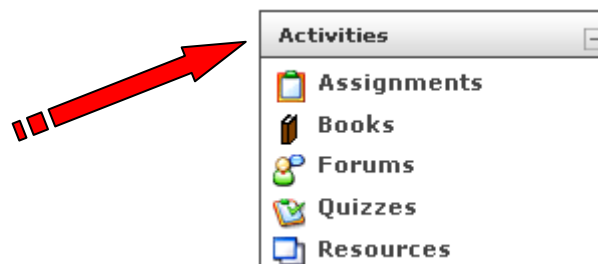 Activities
Assignments
Books
Forums
Quizzes
Resources